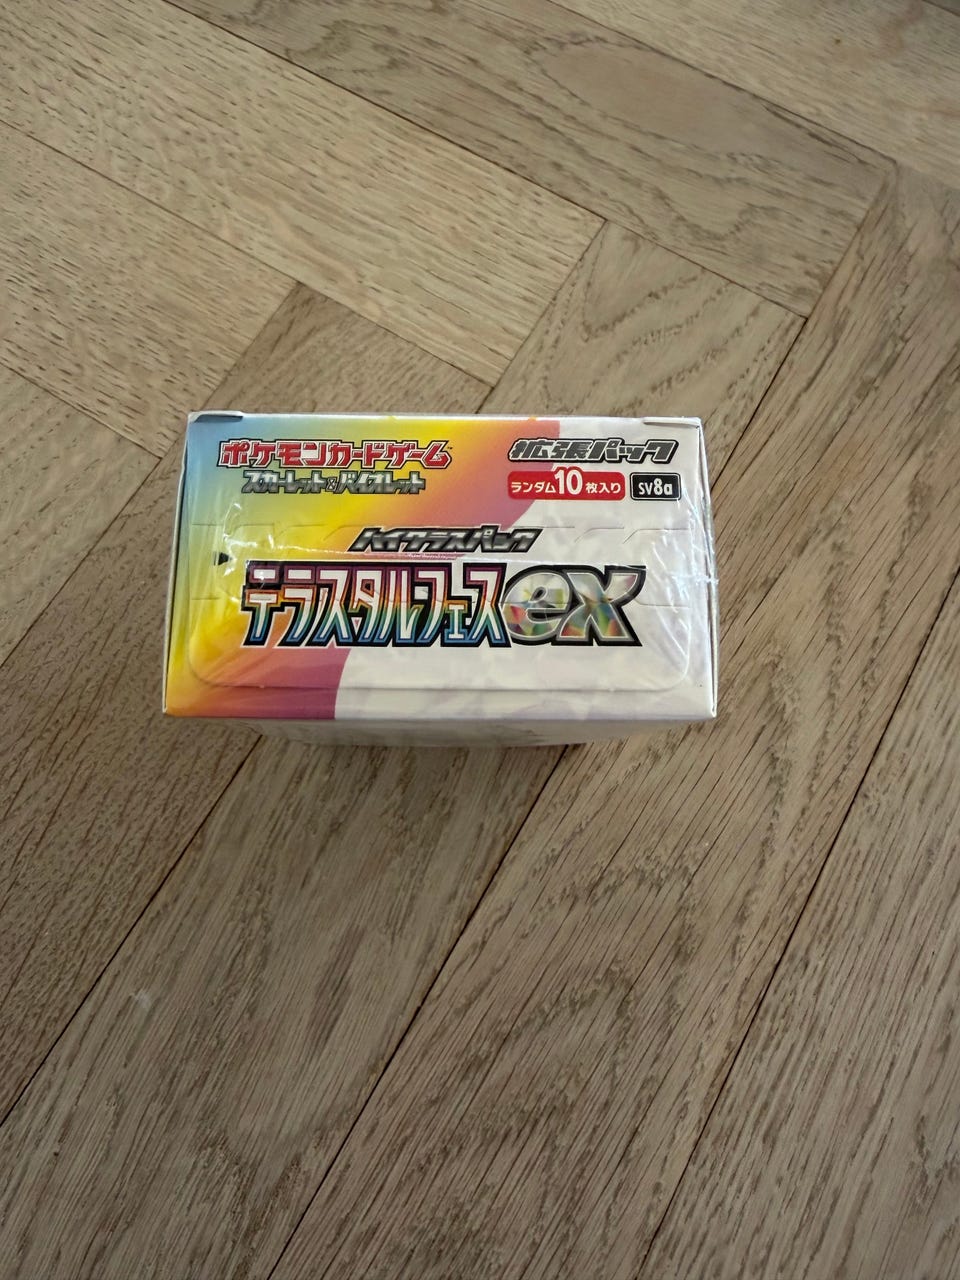 ポケモンカードゲーム
スカーレット&バイオレット
拡張パック
ランダム10枚入り SV8a
ハイクラスパック
テラスタルフェスex